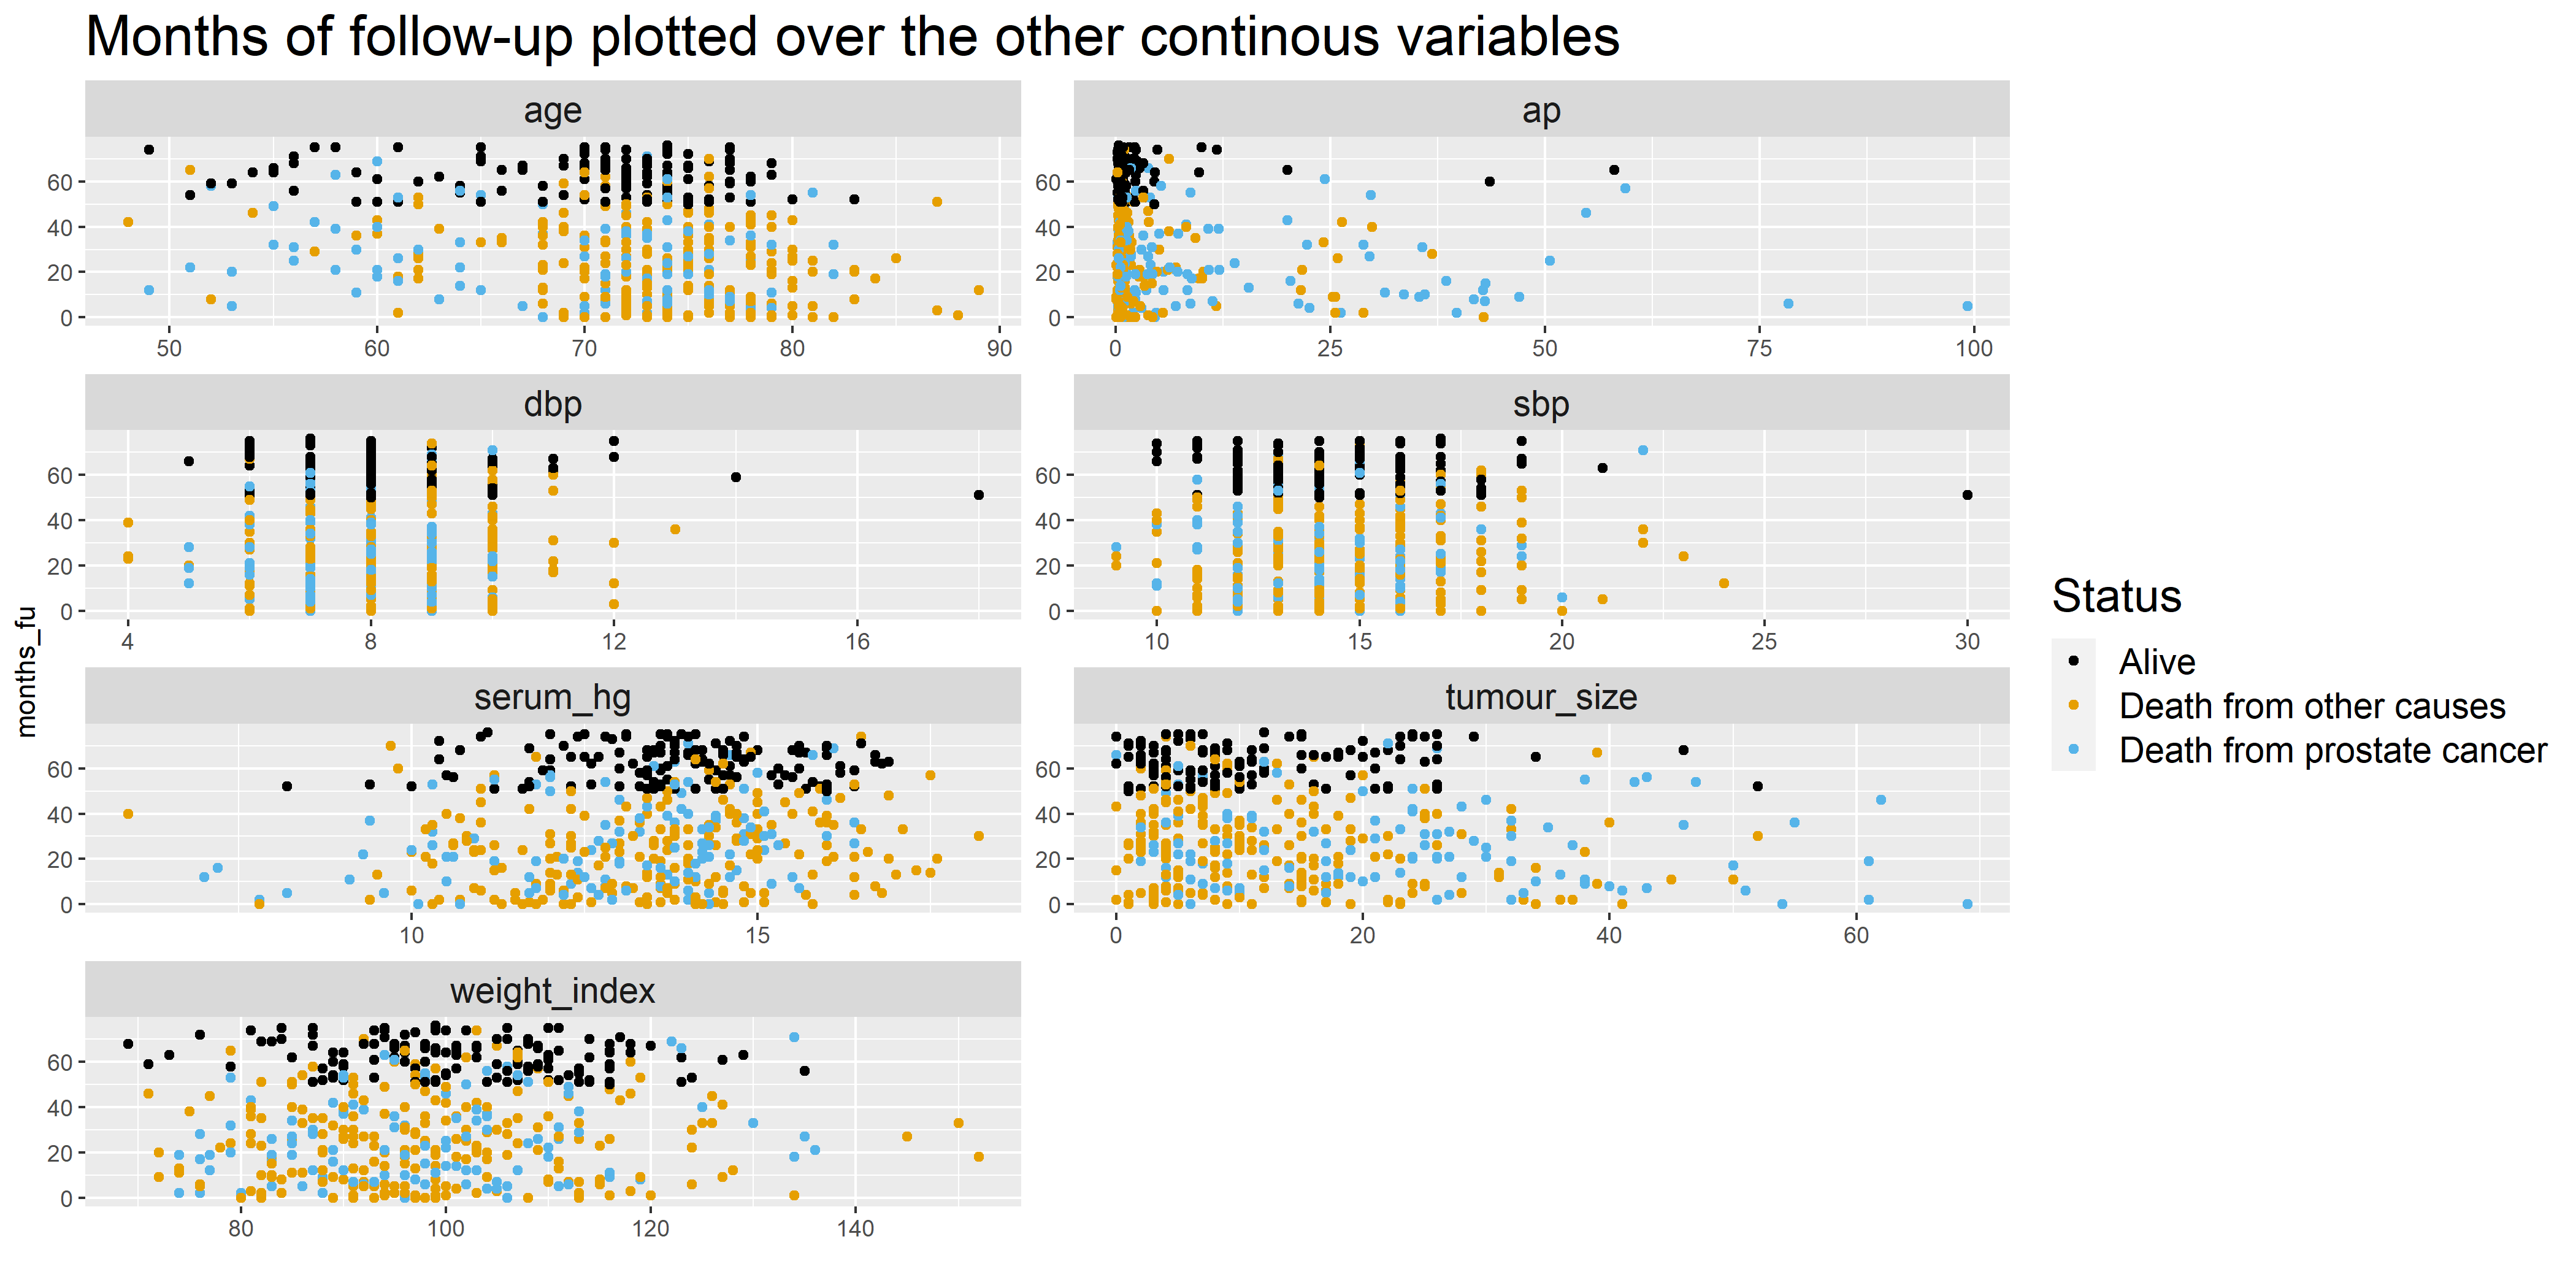 Months of follow-up plotted over the other continous variables
age
ap
60
40
20
0
50 60 70 80 90
60
40
20
0
0 25 50 75 100
dbp
sbp
60
40
20
0
4 8 12 16
60
40
20
0
10 15 20 25 30
months_fu
serum_hg
tumour_size
60
40
20
0
10 15
60
40
20
0
0 20 40 60
weight_index
60
40
20
0
80 100 120 140
Status
Alive
Death from other causes
Death from prostate cancer